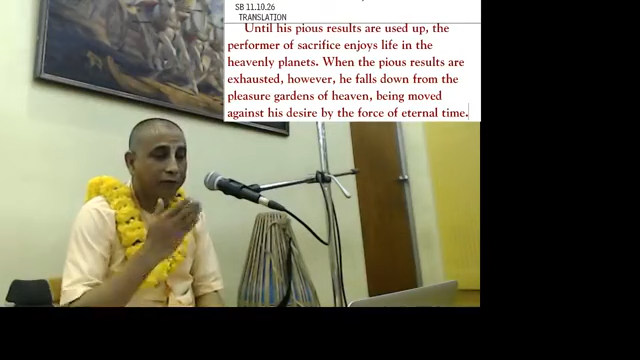 SB 11.10.26
TRANSLATION
Until his pious results are used up, the
performer of sacrifice enjoys life in the
heavenly planets. When the pious results are
exhausted, however, he falls down from the
pleasure gardens of heaven, being moved
against his desire by the force of eternal time.